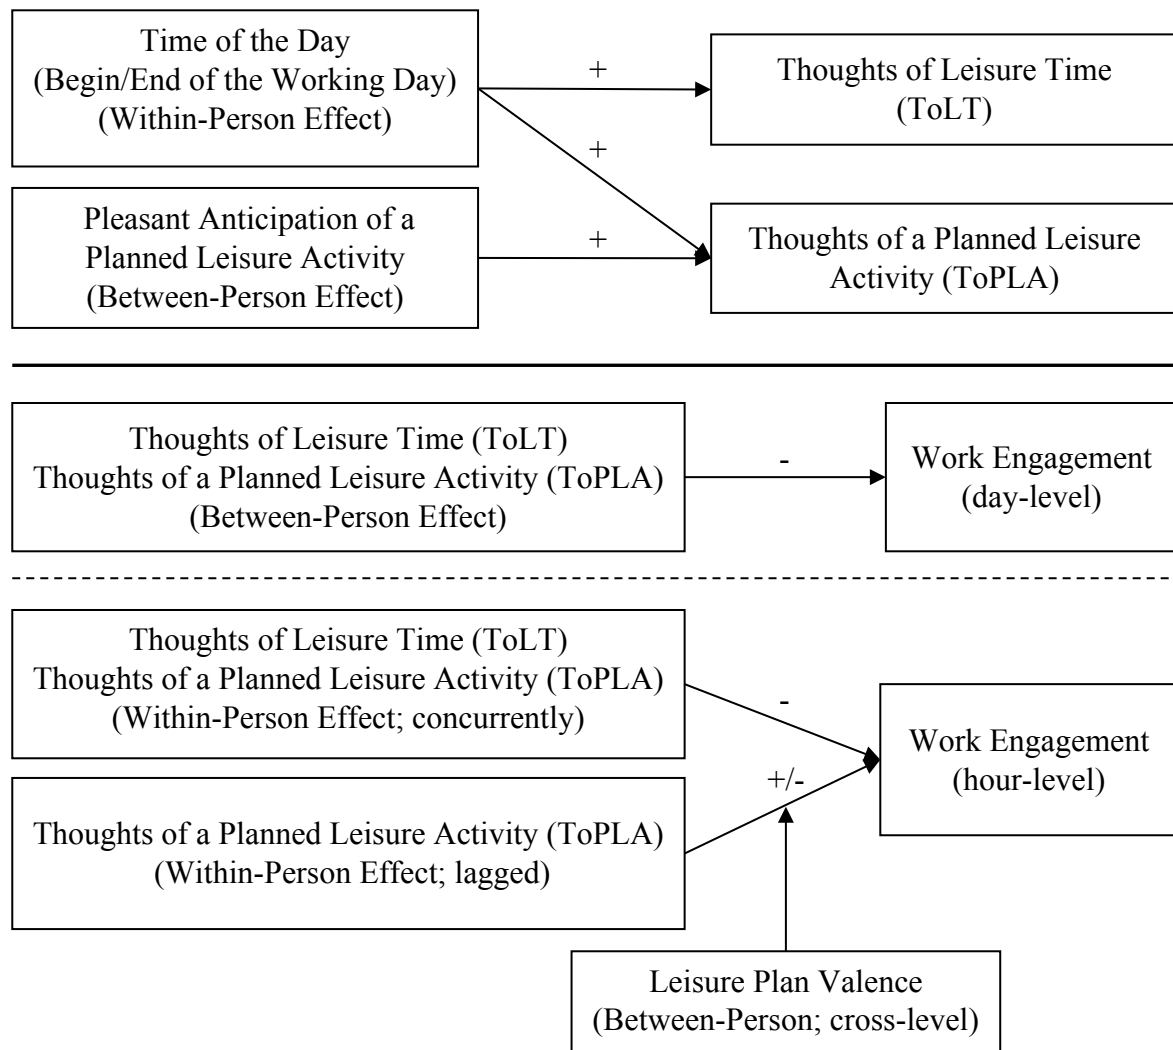 Time of the Day
(Begin/End of the Working Day)
(Within-Person Effect)
+
Thoughts of Leisure Time
(ToLT)
+
Pleasant Anticipation of a
Planned Leisure Activity
(Between-Person Effect)
+
Thoughts of a Planned Leisure
Activity (ToPLA)
Thoughts of Leisure Time (ToLT)
Thoughts of a Planned Leisure Activity (ToPLA)
(Between-Person Effect)
-
Work Engagement
(day-level)
Thoughts of Leisure Time (ToLT)
Thoughts of a Planned Leisure Activity (ToPLA)
(Within-Person Effect; concurrently)
-
Work Engagement
(hour-level)
+/-
Thoughts of a Planned Leisure Activity (ToPLA)
(Within-Person Effect; lagged)
Leisure Plan Valence
(Between-Person; cross-level)